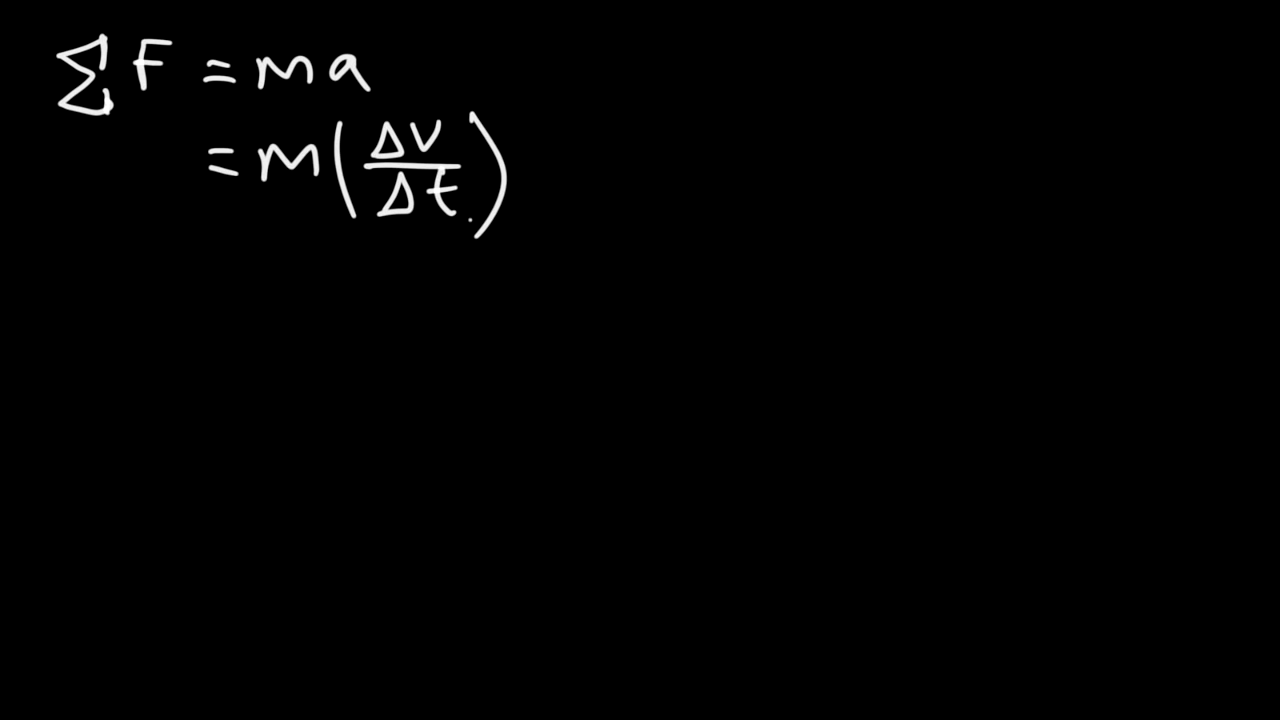 ∑F = ma
= m(Δv/Δt)